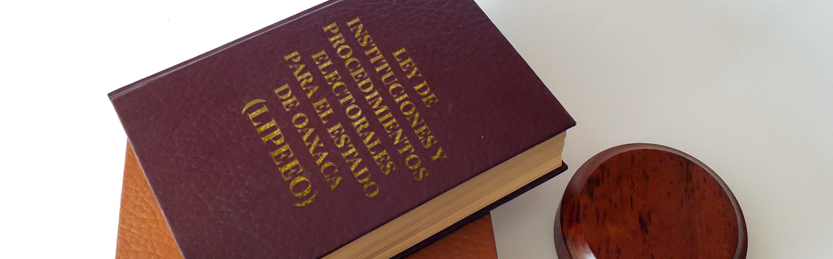 LEY DE
INSTITUCIONES Y
PROCEDIMIENTOS
ELECTORALES
PARA EL ESTADO
DE OAXACA
(LIPEEO)